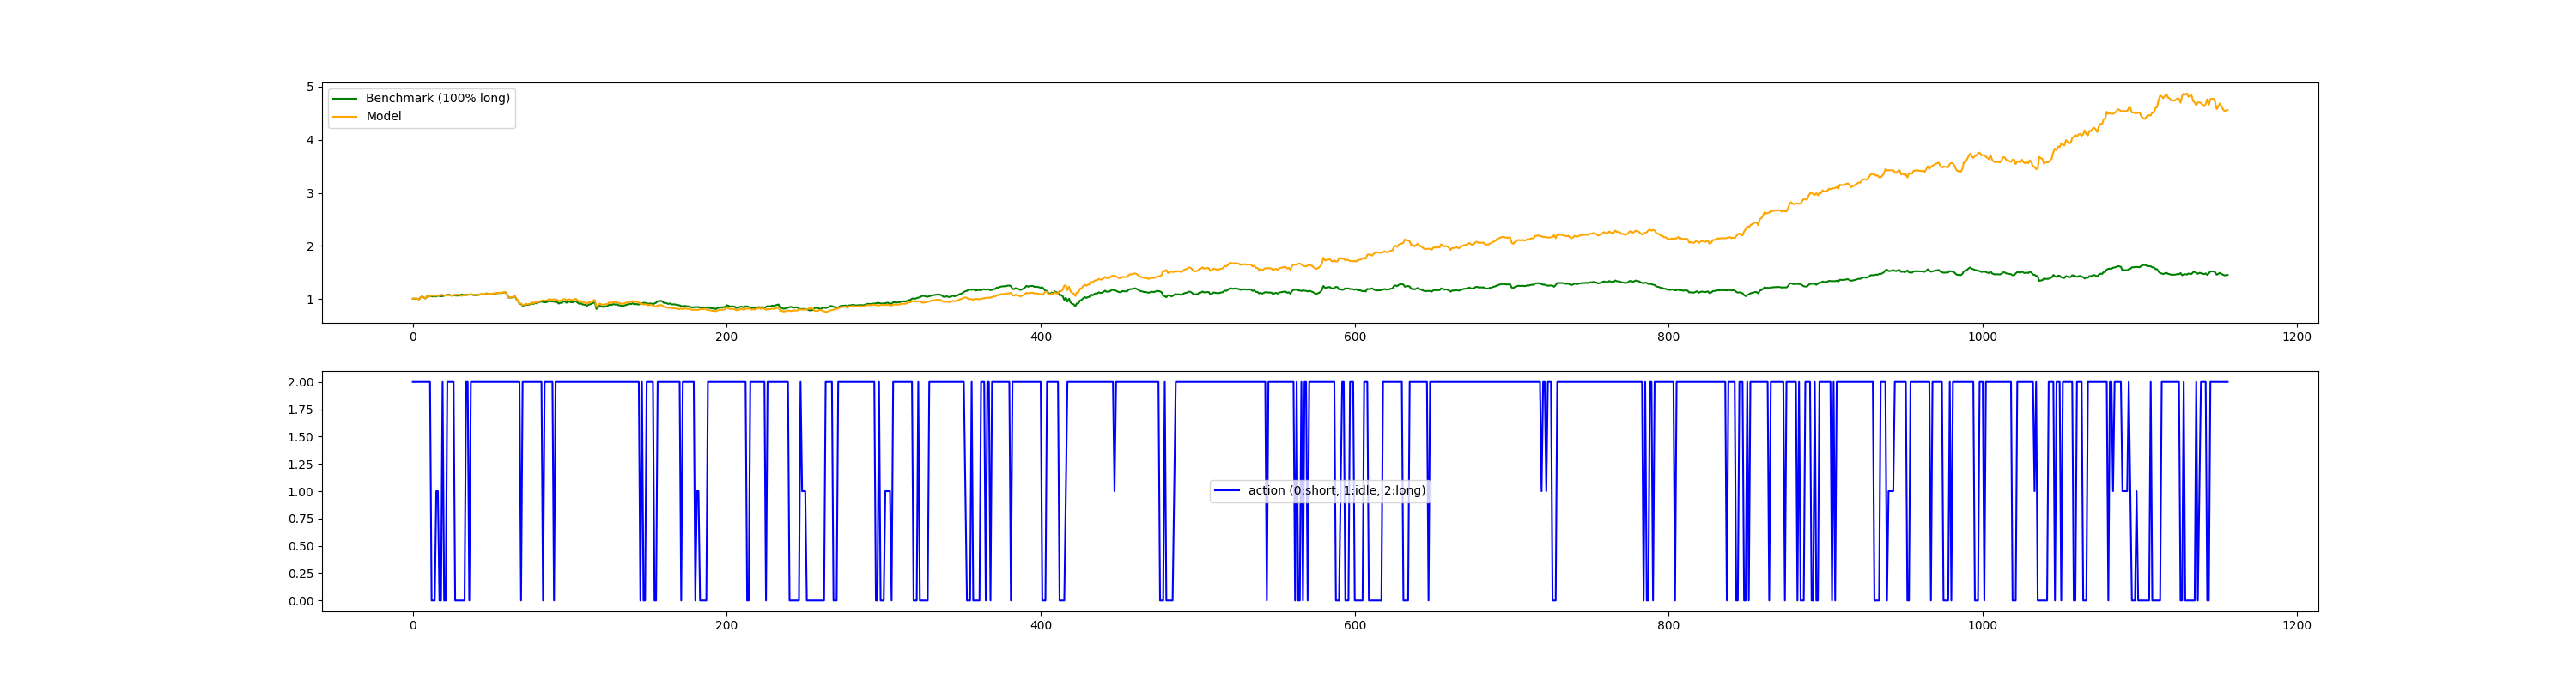 5
4
3
2
1
Benchmark (100% long)
Model
0 200 400 600 800 1000 1200
2.00
1.75
1.50
1.25
1.00
0.75
0.50
0.25
0.00
action (0:short, 1:idle, 2:long)
0 200 400 600 800 1000 1200